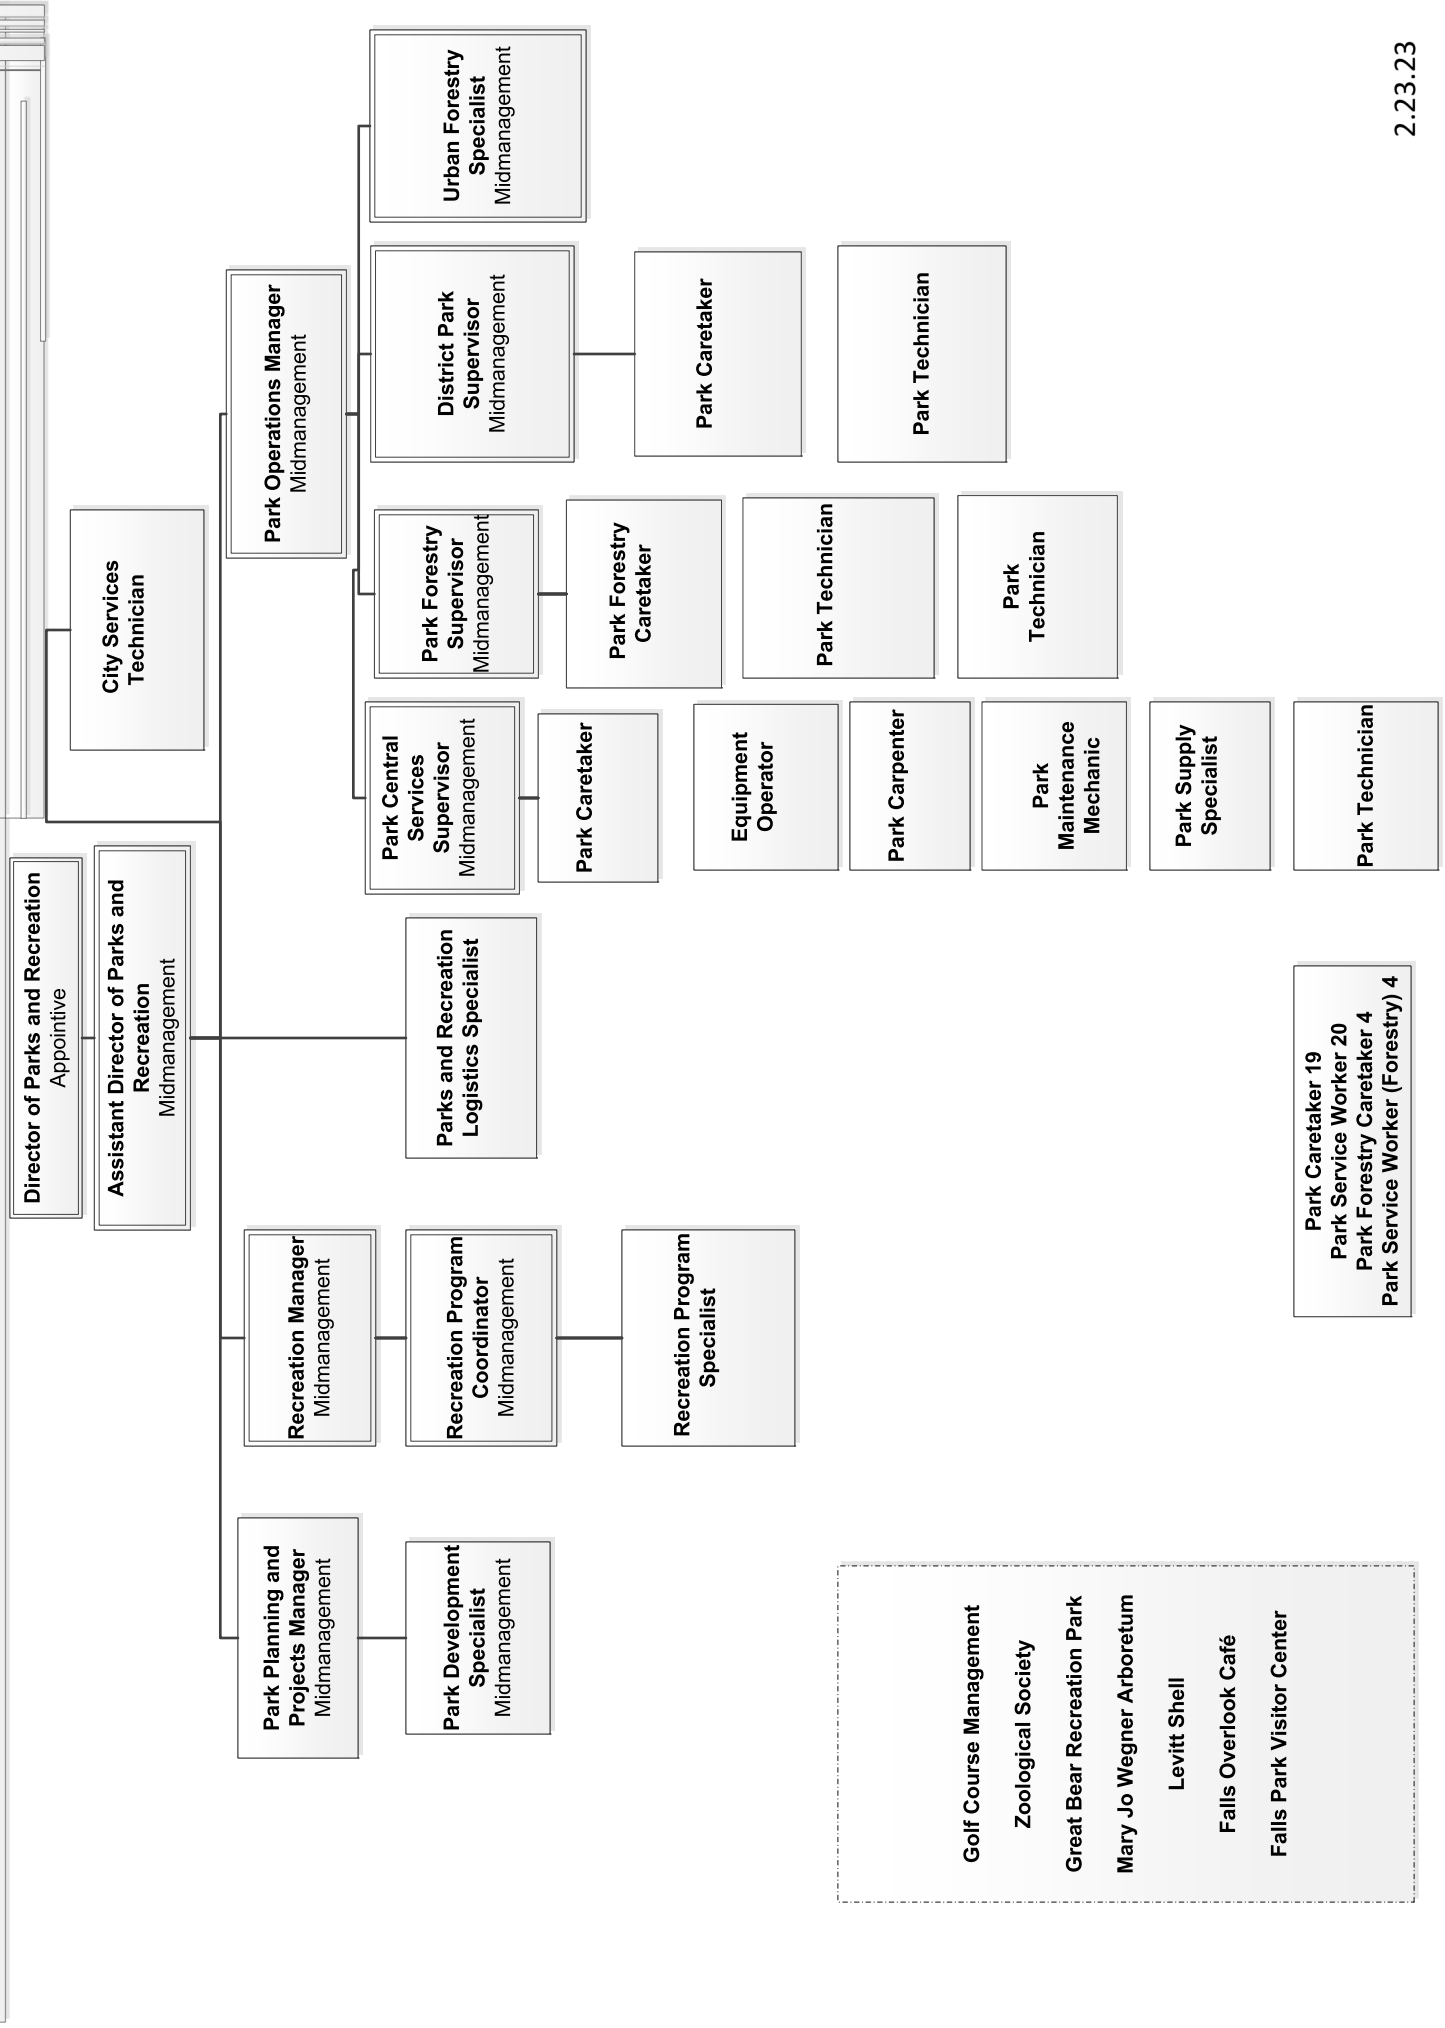 Director of Parks and Recreation
Appointive
Assistant Director of Parks and
Recreation
Midmanagement
City Services
Technician
Park Planning and
Projects Manager
Midmanagement
Park Development
Specialist
Midmanagement
Recreation Manager
Midmanagement
Recreation Program
Coordinator
Midmanagement
Recreation Program
Specialist
Parks and Recreation
Logistics Specialist
Park Operations Manager
Midmanagement
Park Central
Services
Supervisor
Midmanagement
Park Caretaker
Equipment
Operator
Park Carpenter
Park
Maintenance
Mechanic
Park Supply
Specialist
Park Technician
Park Forestry
Supervisor
Midmanagement
Park Forestry
Caretaker
Park Technician
Park
Technician
District Park
Supervisor
Midmanagement
Park Caretaker
Park Technician
Urban Forestry
Specialist
Midmanagement
Golf Course Management
Zoological Society
Great Bear Recreation Park
Mary Jo Wegner Arboretum
Levitt Shell
Falls Overlook Café
Falls Park Visitor Center
Park Caretaker 19
Park Service Worker 20
Park Forestry Caretaker 4
Park Service Worker (Forestry) 4
2.23.23